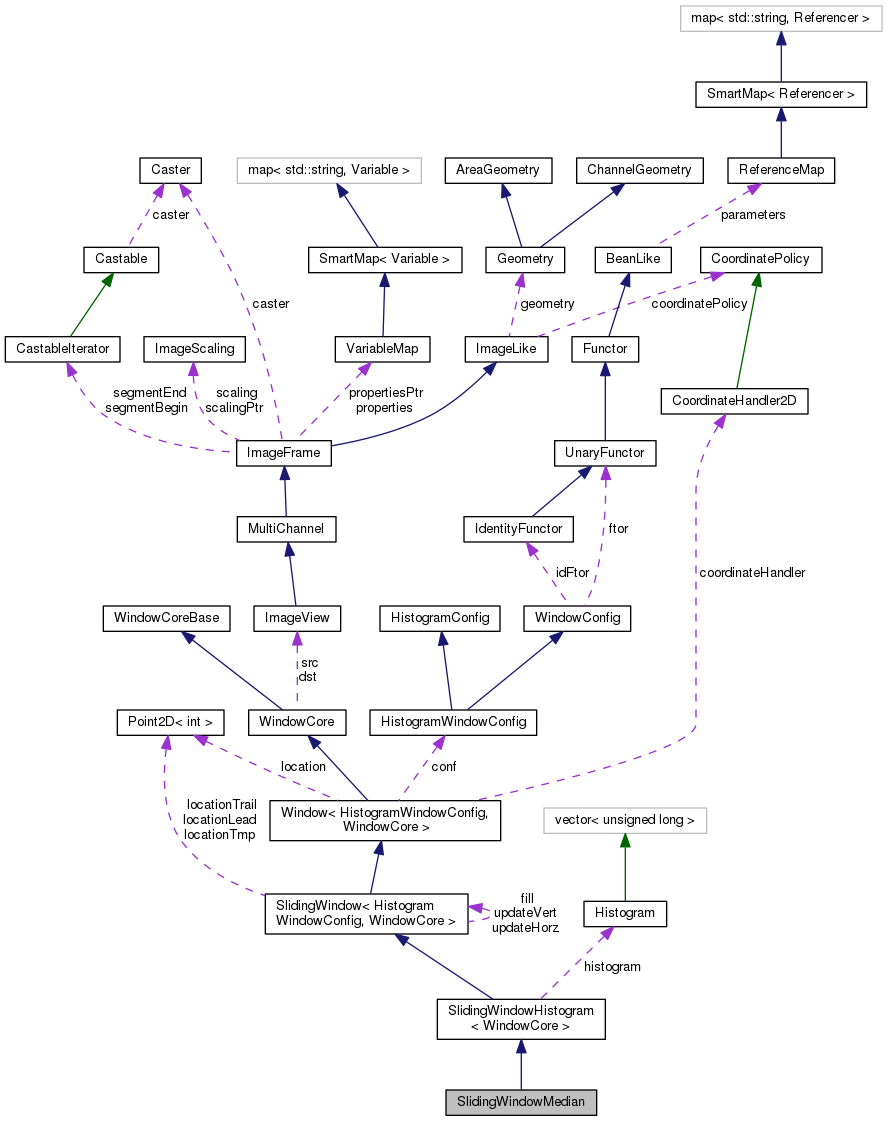 map< std::string, Referencer >
SmartMap< Referencer >
Caster
map< std::string, Variable >
AreaGeometry
ChannelGeometry
ReferenceMap
caster
parameters
Castable
SmartMap< Variable >
Geometry
BeanLike
CoordinatePolicy
caster
geometry
coordinatePolicy
CastableIterator
ImageScaling
VariableMap
ImageLike
Functor
segmentEnd
segmentBegin
scaling
scalingPtr
propertiesPtr
properties
CoordinateHandler2D
ImageFrame
UnaryFunctor
MultiChannel
IdentityFunctor
ftor
idFtor
coordinateHandler
WindowCoreBase
ImageView
HistogramConfig
WindowConfig
src
dst
Point2D< int >
WindowCore
HistogramWindowConfig
location
conf
locationTrail
locationLead
locationTmp
Window< HistogramWindowConfig,
WindowCore >
vector< unsigned long >
SlidingWindow< Histogram
WindowConfig, WindowCore >
fill
updateVert
updateHorz
Histogram
histogram
SlidingWindowHistogram
< WindowCore >
SlidingWindowMedian